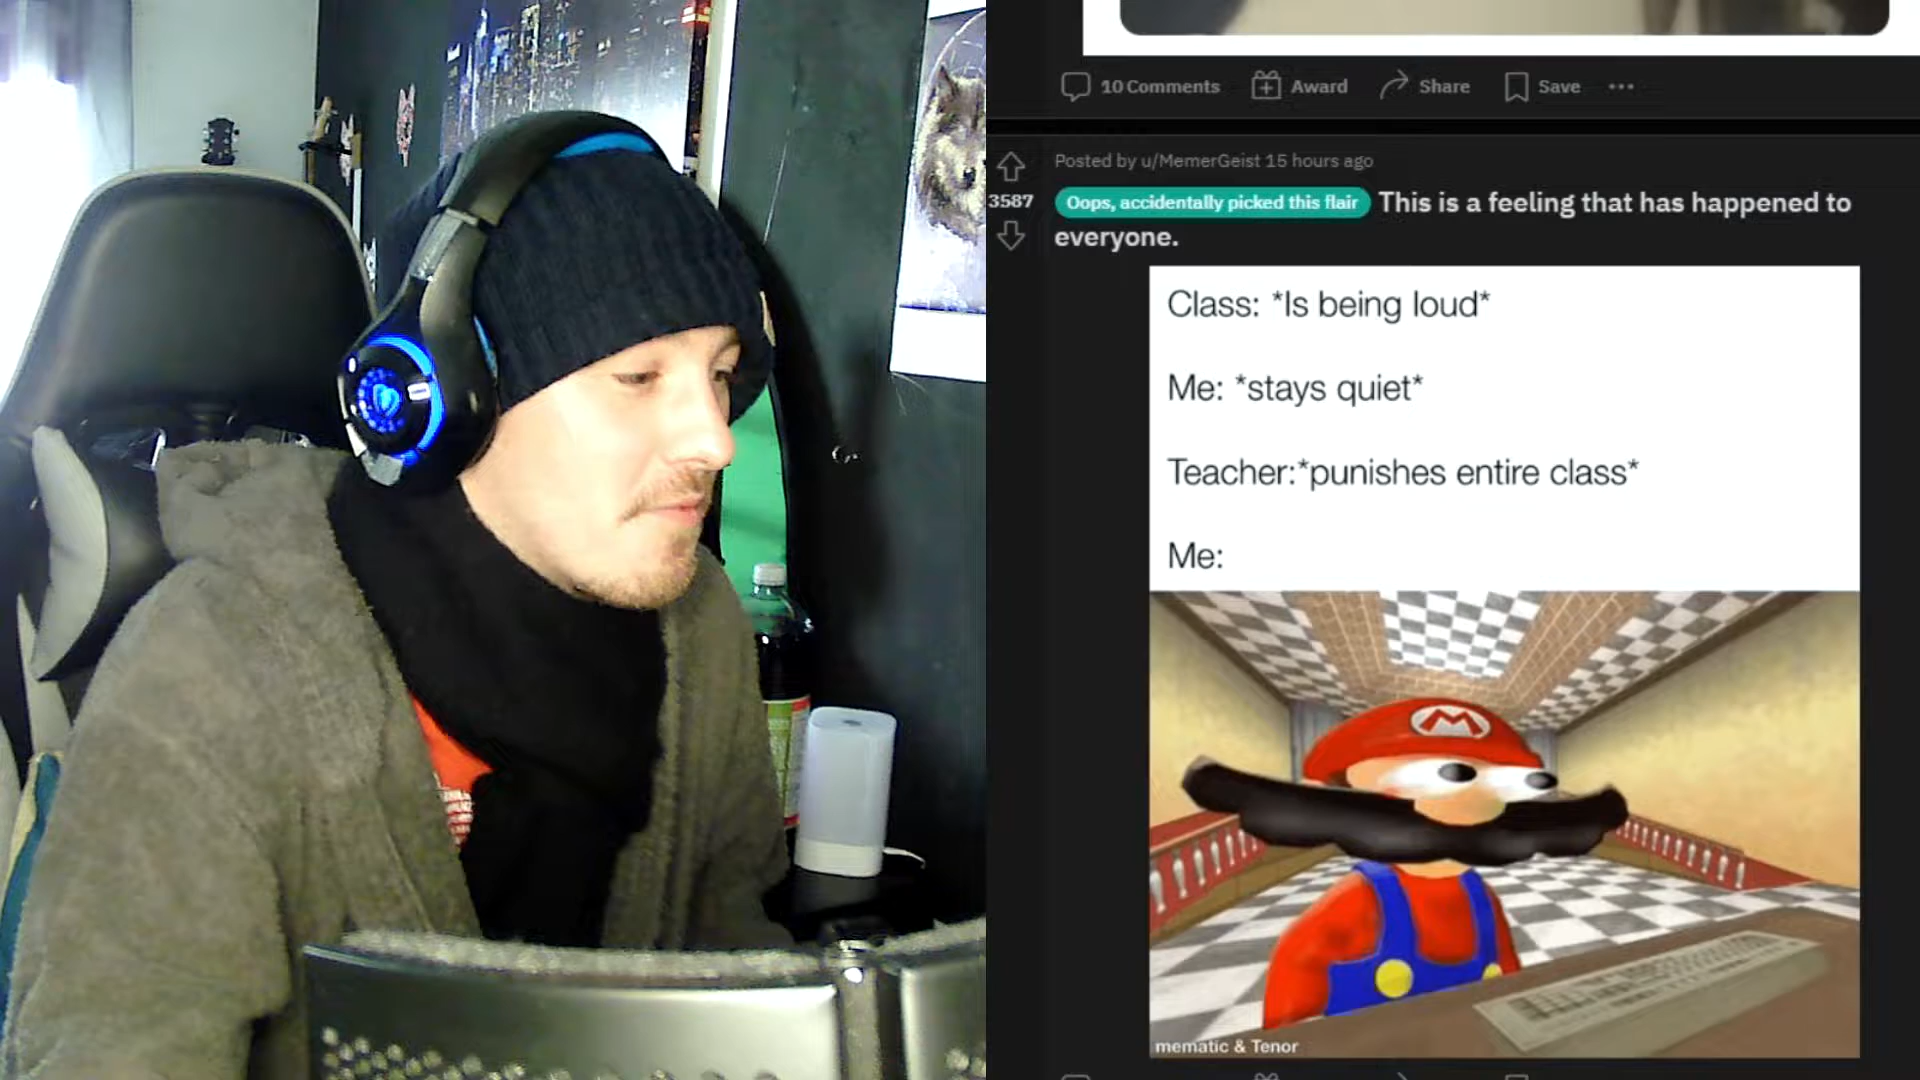 10 Comments Award Share Save
Posted by u/MemerGeist 15 hours ago
3587
Oops, accidentally picked this flair This is a feeling that has happened to
everyone.
Class: *Is being loud*
Me: *stays quiet*
Teacher:*punishes entire class*
Me:
M
mematic & Tenor